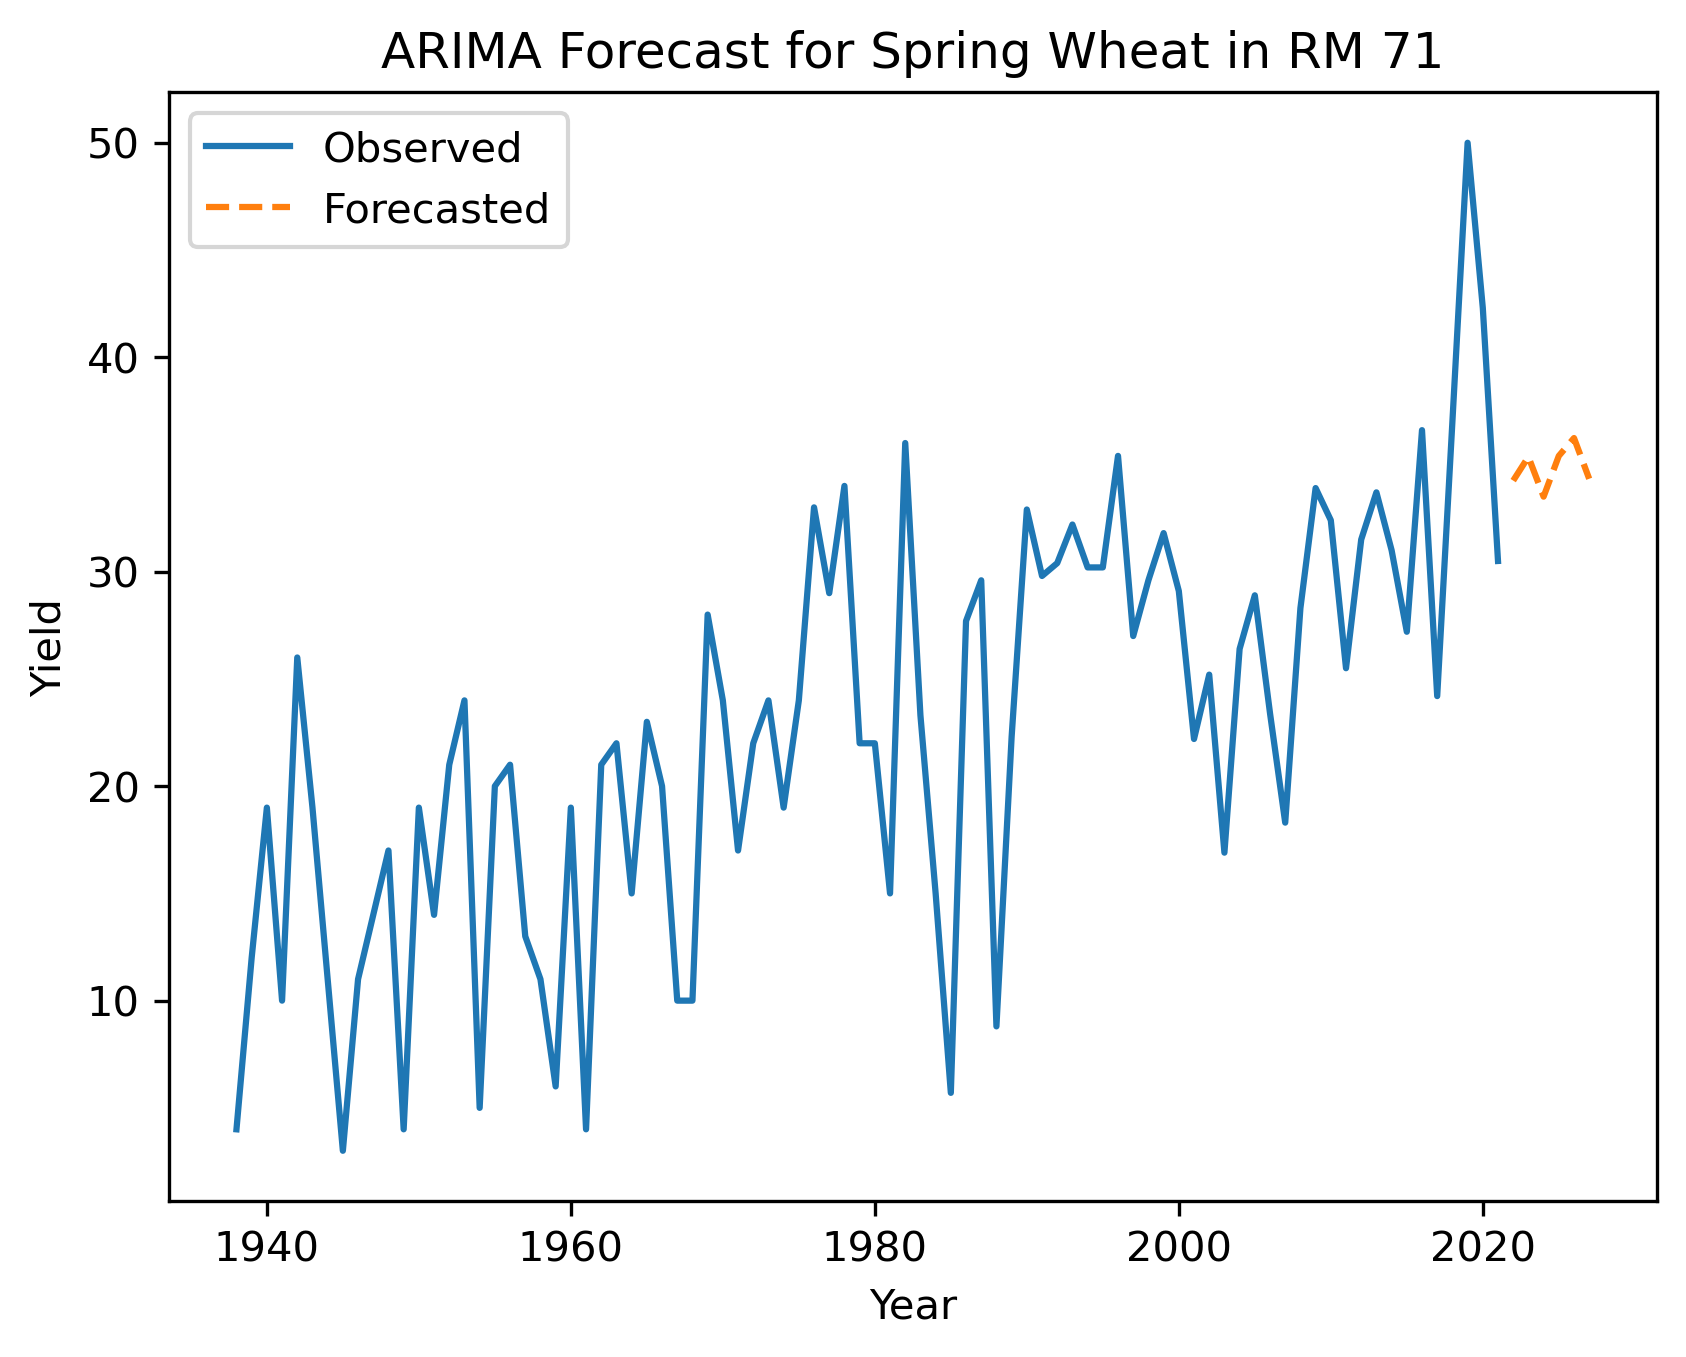 ARIMA Forecast for Spring Wheat in RM 71
Observed
Forecasted
50
40
30
20
10
Yield
1940 1960 1980 2000 2020
Year